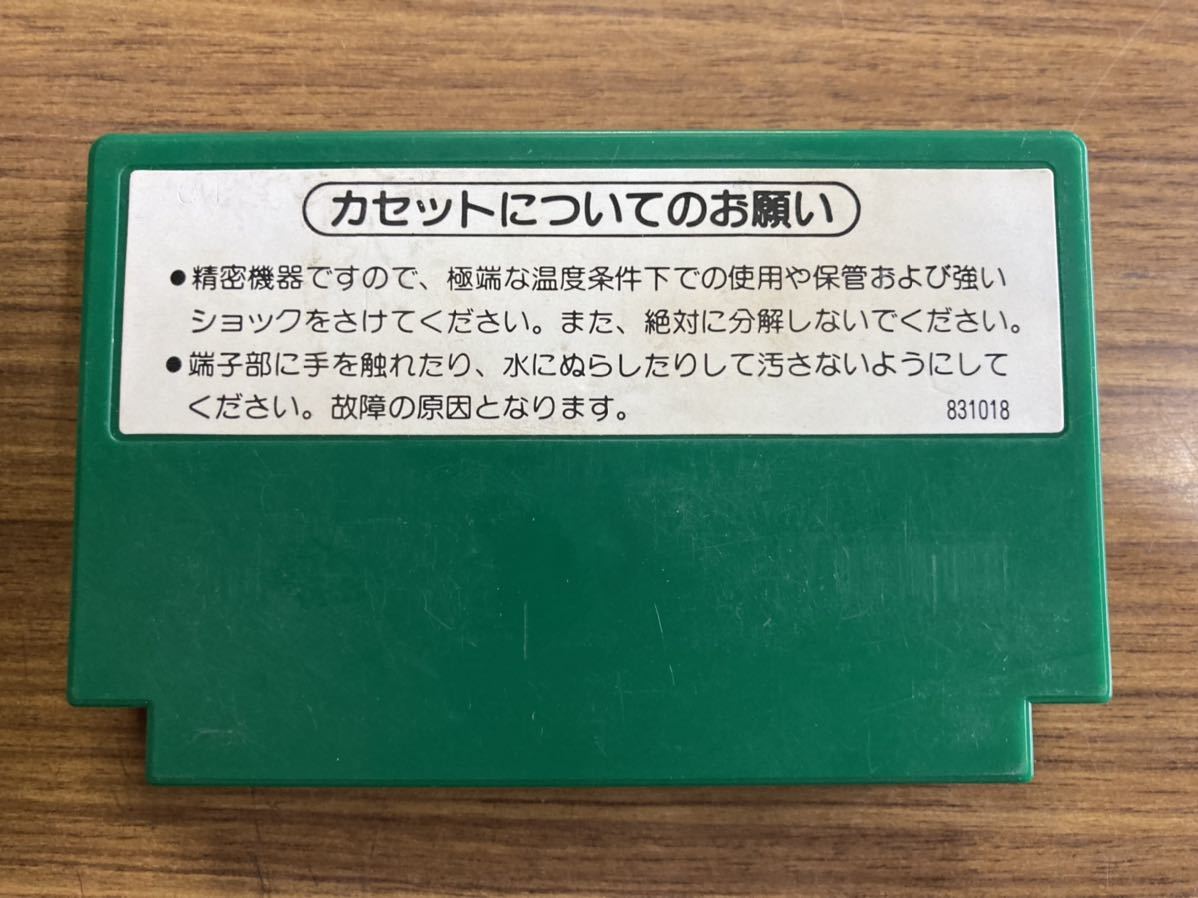 カセットについてのお願い
●精密機器ですので、極端な温度条件下での使用や保管および強い
ショックをさけてください。また、絶対に分解しないでください。
●端子部に手を触れたり、水にぬらしたりして汚さないようにして
ください。故障の原因となります。 831018